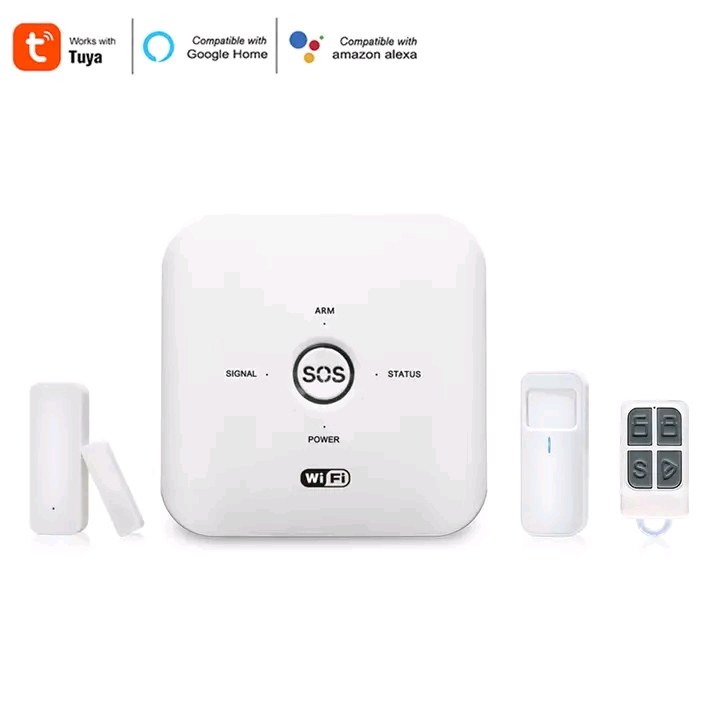 Works with
Tuya
Compatible with
Google Home
Compatible with
amazon alexa
ARM
SOS
SIGNAL
STATUS
POWER
WiFi
S